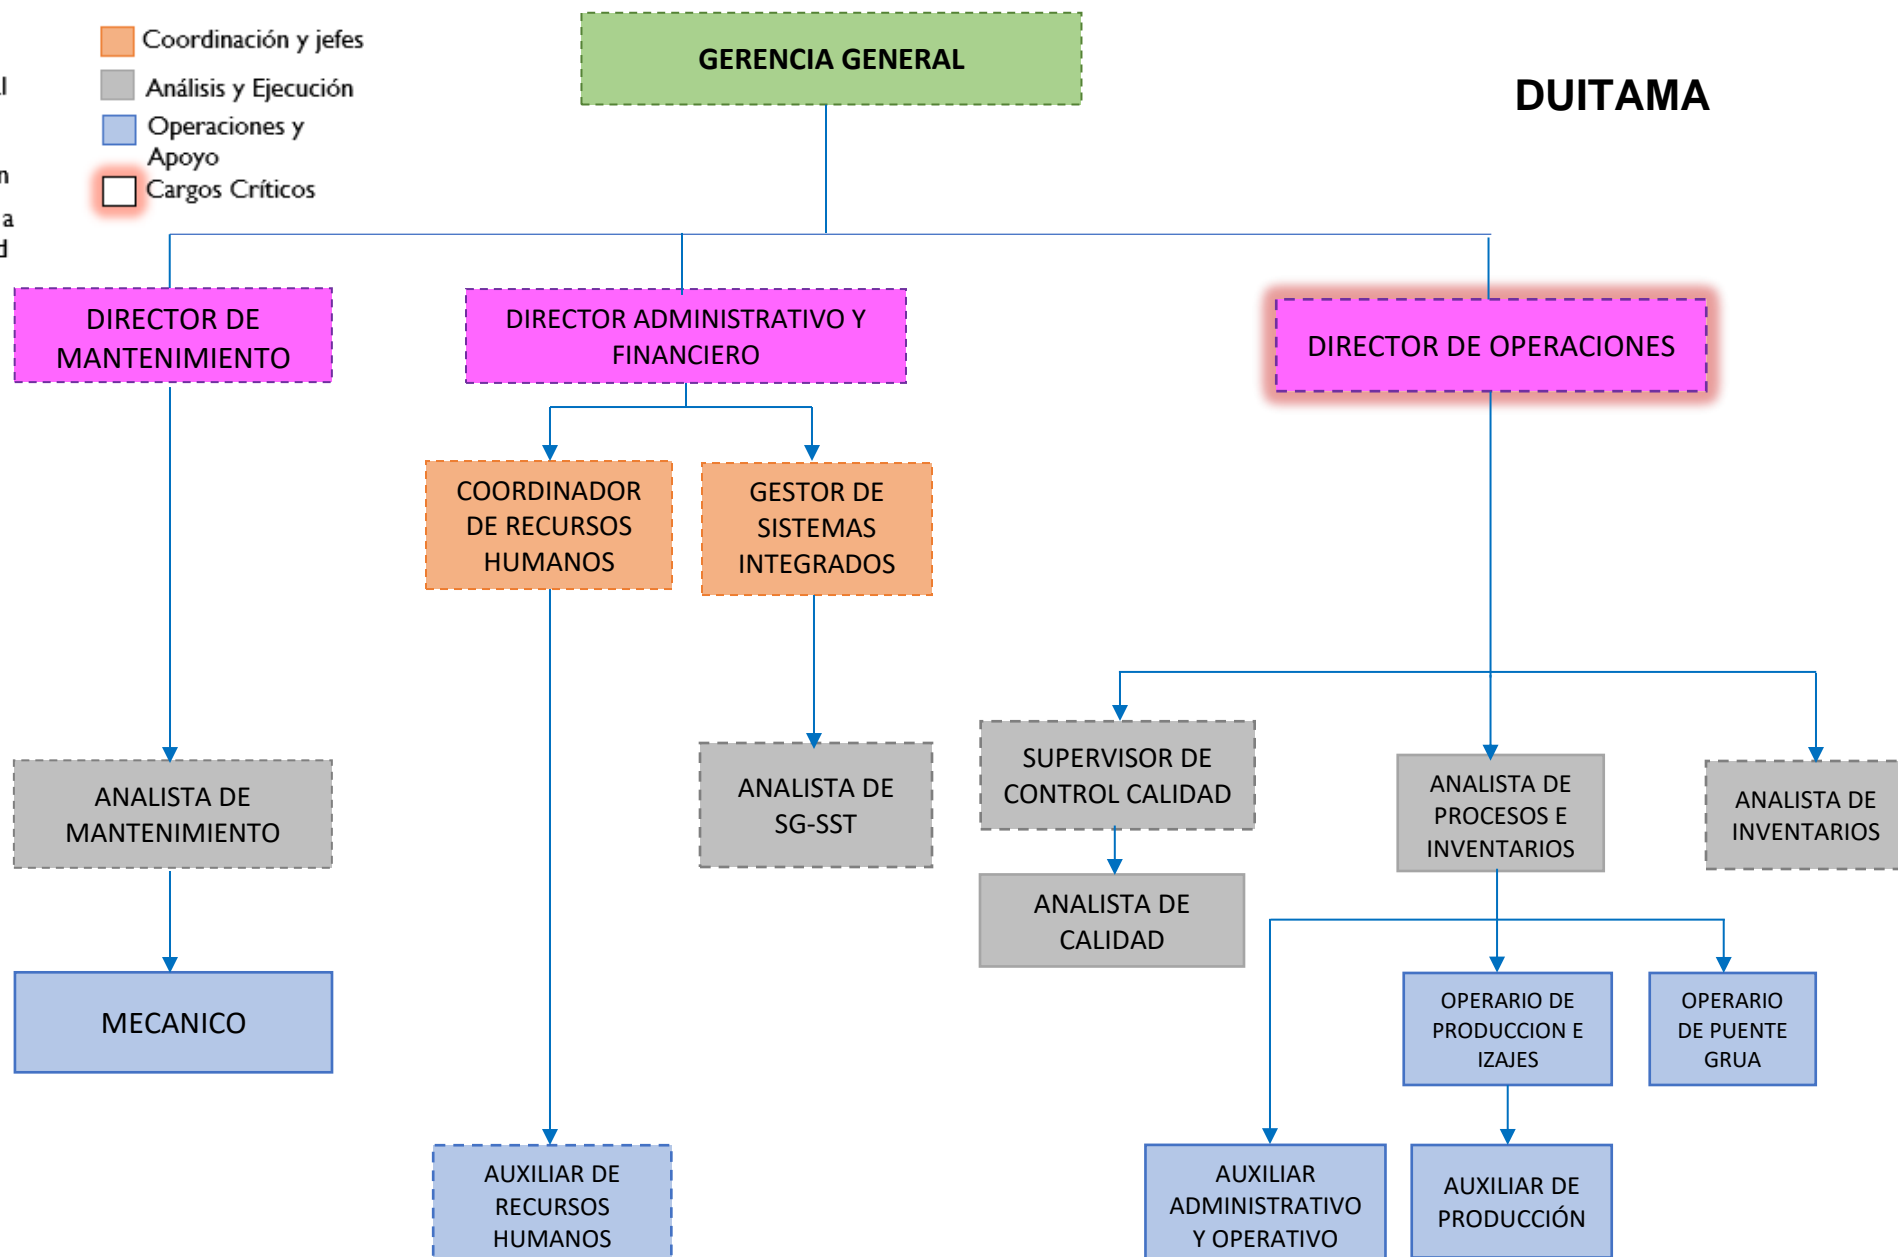 Coordinación y jefes
Análisis y Ejecución
Operaciones y
Apoyo
Cargos Críticos
a
GERENCIA GENERAL
DUITAMA
DIRECTOR DE
MANTENIMIENTO
DIRECTOR ADMINISTRATIVO Y
FINANCIERO
DIRECTOR DE OPERACIONES
COORDINADOR
DE RECURSOS
HUMANOS
GESTOR DE
SISTEMAS
INTEGRADOS
ANALISTA DE
MANTENIMIENTO
ANALISTA DE
SG-SST
SUPERVISOR DE
CONTROL CALIDAD
ANALISTA DE
PROCESOS E
INVENTARIOS
ANALISTA DE
INVENTARIOS
ANALISTA DE
CALIDAD
MECANICO
OPERARIO DE
PRODUCCION E
IZAJES
OPERARIO
DE PUENTE
GRUA
AUXILIAR DE
RECURSOS
HUMANOS
AUXILIAR
ADMINISTRATIVO
Y OPERATIVO
AUXILIAR DE
PRODUCCIÓN